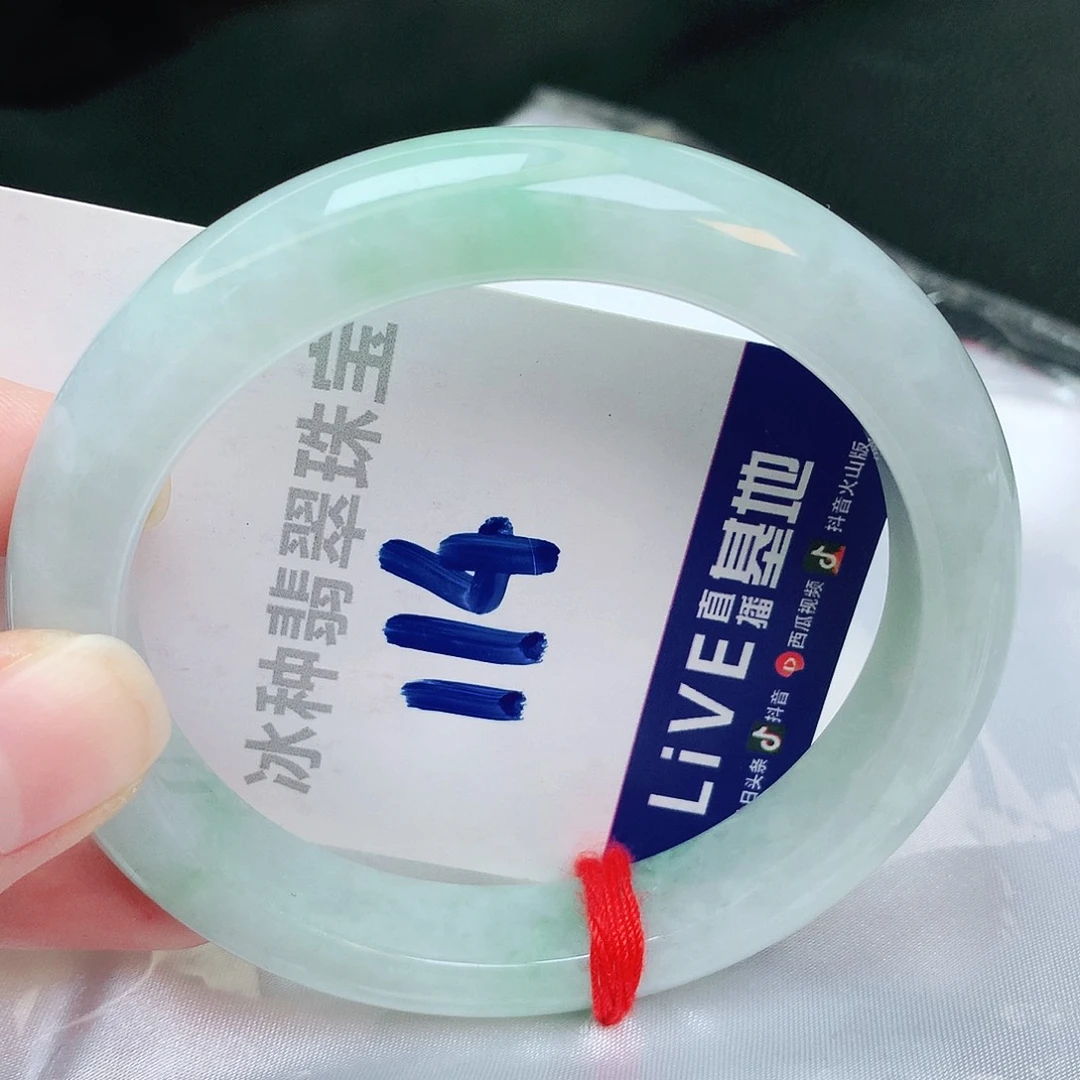 冰种翡翠珠宝
114
LiVE直播基地
日头条 抖音 西瓜视频 抖音火山版